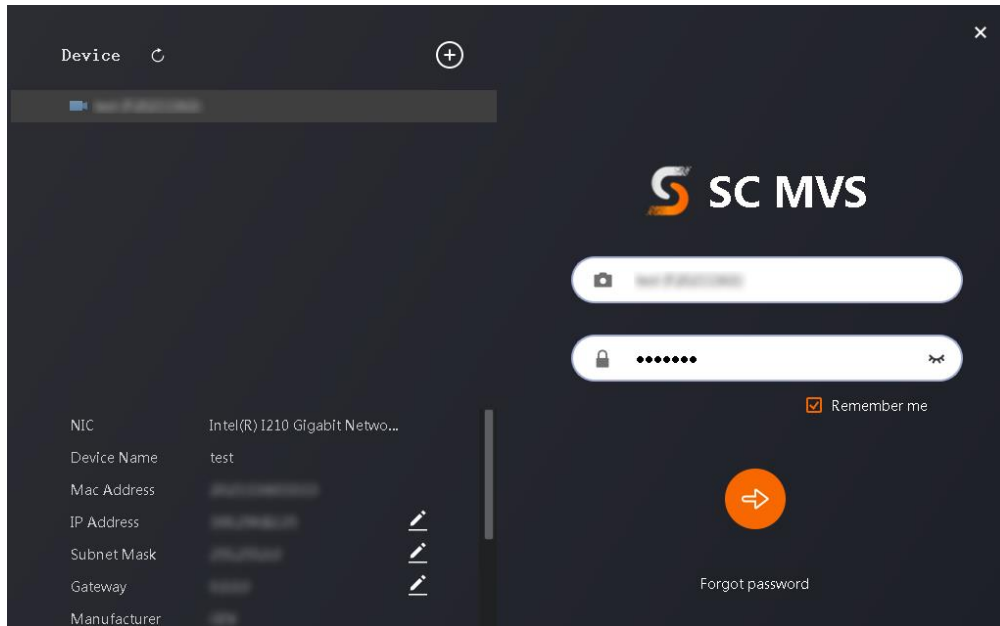 Device
SC MVS
Remember me
NIC Intel(R) I210 Gigabit Netwo...
Device Name test
Mac Address
IP Address
Subnet Mask
Gateway
Manufacturer
Forgot password